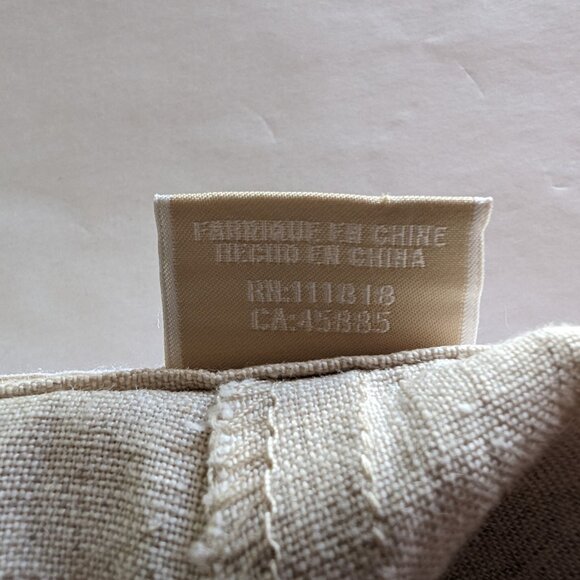 FABRIQUE EN CHINE
HECHO EN CHINA
RN:111818
CA:45885